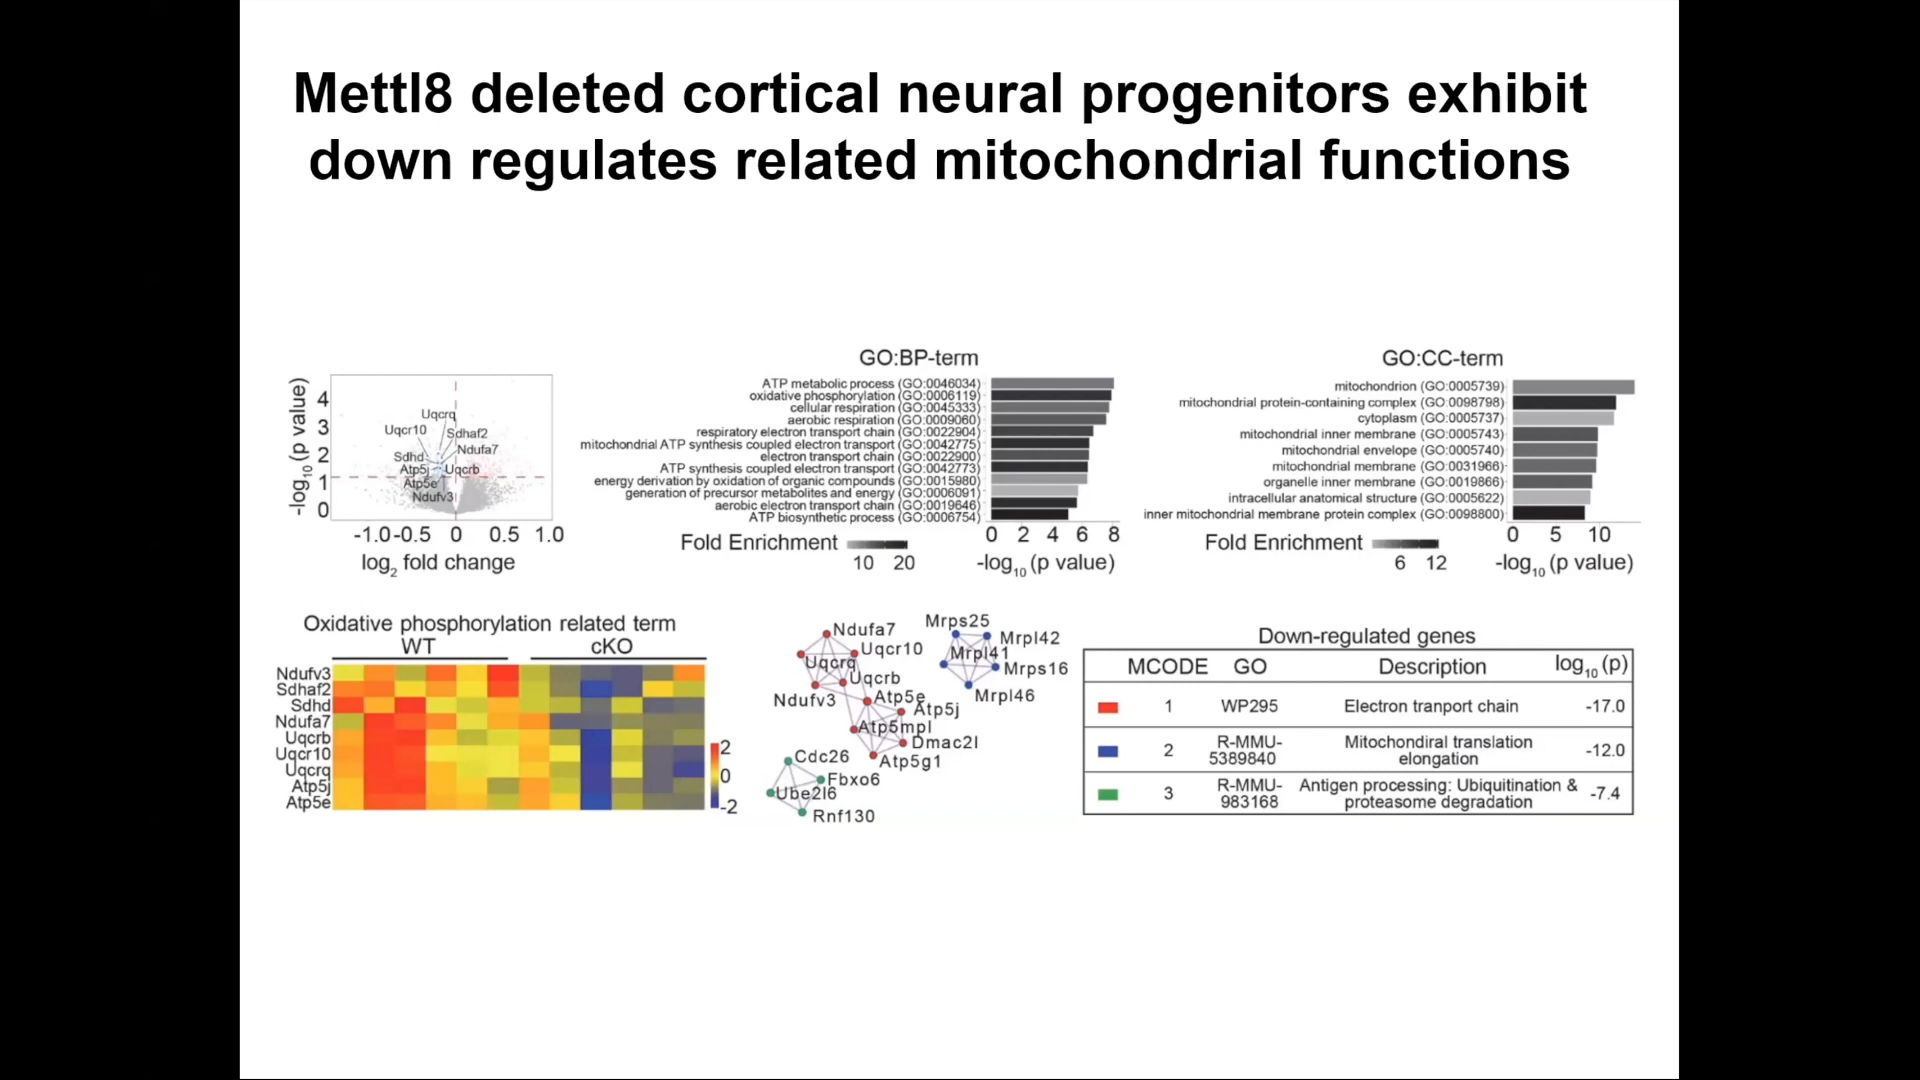 Mettl8 deleted cortical neural progenitors exhibit
down regulates related mitochondrial functions
-log10 (p value)
4
3
2
1
0
Uqcrq
Uqcr10
Sdhaf2
Ndufa7
Sdhd
Atp5j
Uqcrb
Atp5e
Ndufv3
-1.0 -0.5 0 0.5 1.0
log2 fold change
GO:BP-term
ATP metabolic process (GO:0046034)
oxidative phosphorylation (GO:0006119)
cellular respiration (GO:0045333)
aerobic respiration (GO:0009060)
respiratory electron transport chain (GO:0022904)
mitochondrial ATP synthesis coupled electron transport (GO:0042775)
electron transport chain (GO:0022900)
ATP synthesis coupled electron transport (GO:0042773)
energy derivation by oxidation of organic compounds (GO:0015980)
generation of precursor metabolites and energy (GO:0006091)
aerobic electron transport chain (GO:0019646)
ATP biosynthetic process (GO:0006754)
0 2 4 6 8
Fold Enrichment
10 20
-log10 (p value)
GO:CC-term
mitochondrion (GO:0005739)
mitochondrial protein-containing complex (GO:0098798)
cytoplasm (GO:0005737)
mitochondrial inner membrane (GO:0005743)
mitochondrial envelope (GO:0005740)
mitochondrial membrane (GO:0031966)
organelle inner membrane (GO:0019866)
intracellular anatomical structure (GO:0005622)
inner mitochondrial membrane protein complex (GO:0098800)
0 5 10
Fold Enrichment
6 12
-log10 (p value)
Oxidative phosphorylation related term
WT cKO
Ndufv3
Sdhaf2
Sdhd
Ndufa7
Uqcrb
Uqcr10
Uqcrq
Atp5j
Atp5e
2
0
-2
Ndufa7
Uqcr10
Uqcrq
Uqcrb
Ndufv3
Atp5e
Atp5j
Atp5mpl
Dmac2l
Atp5g1
Mrps25
Mrpl42
Mrpl41
Mrps16
Mrpl46
Cdc26
Fbxo6
Ube2l6
Rnf130
Down-regulated genes
MCODE GO Description log10 (p)
1 WP295 Electron tranport chain -17.0
2 R-MMU-5389840 Mitochondiral translation elongation -12.0
3 R-MMU-983168 Antigen processing: Ubiquitination & proteasome degradation -7.4